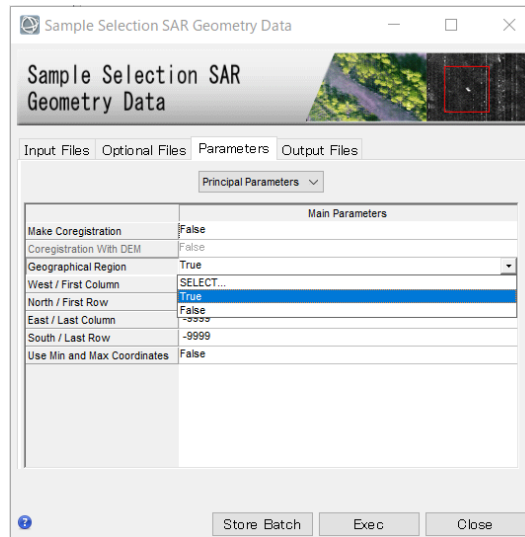 Sample Selection SAR Geometry Data
Sample Selection SAR
Geometry Data
Input Files Optional Files Parameters Output Files
Principal Parameters
Main Parameters
Make Coregistration False
Coregistration With DEM False
Geographical Region True
West / First Column SELECT...
North / First Row True
False
East / Last Column -9999
South / Last Row -9999
Use Min and Max Coordinates False
Store Batch Exec Close